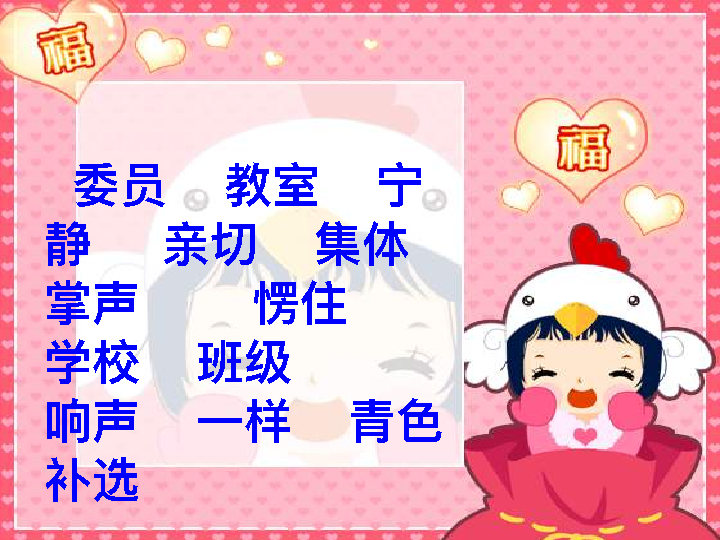 福
福
委员 教室 宁
静 亲切 集体
掌声 愣住
学校 班级
响声 一样 青色
补选